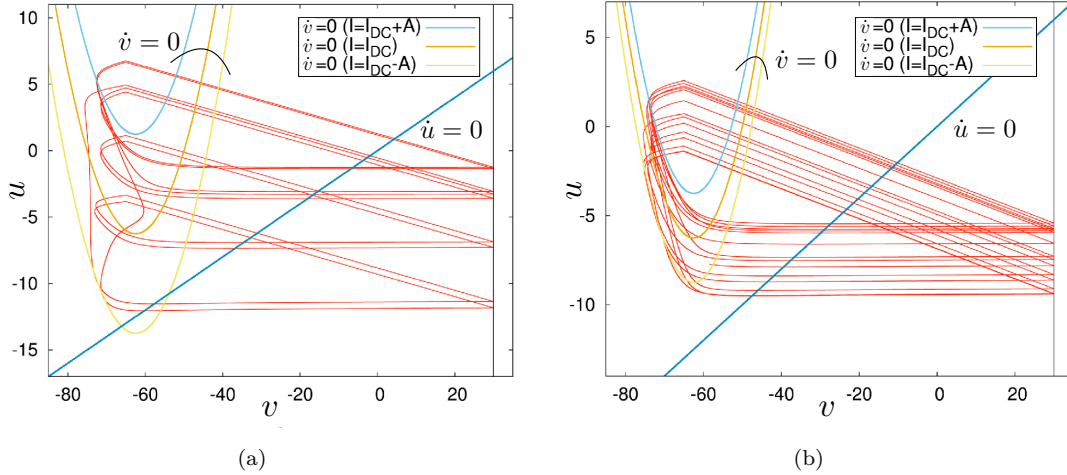 v̇=0 (I=I_DC+A)
v̇=0 (I=I_DC)
v̇=0 (I=I_DC-A)
v̇ = 0
u̇ = 0
10
5
0
-5
-10
-15
u
-80 -60 -40 -20 0 20
v
(a)
v̇=0 (I=I_DC+A)
v̇=0 (I=I_DC)
v̇=0 (I=I_DC-A)
v̇ = 0
u̇ = 0
5
0
-5
-10
u
-80 -60 -40 -20 0 20
v
(b)